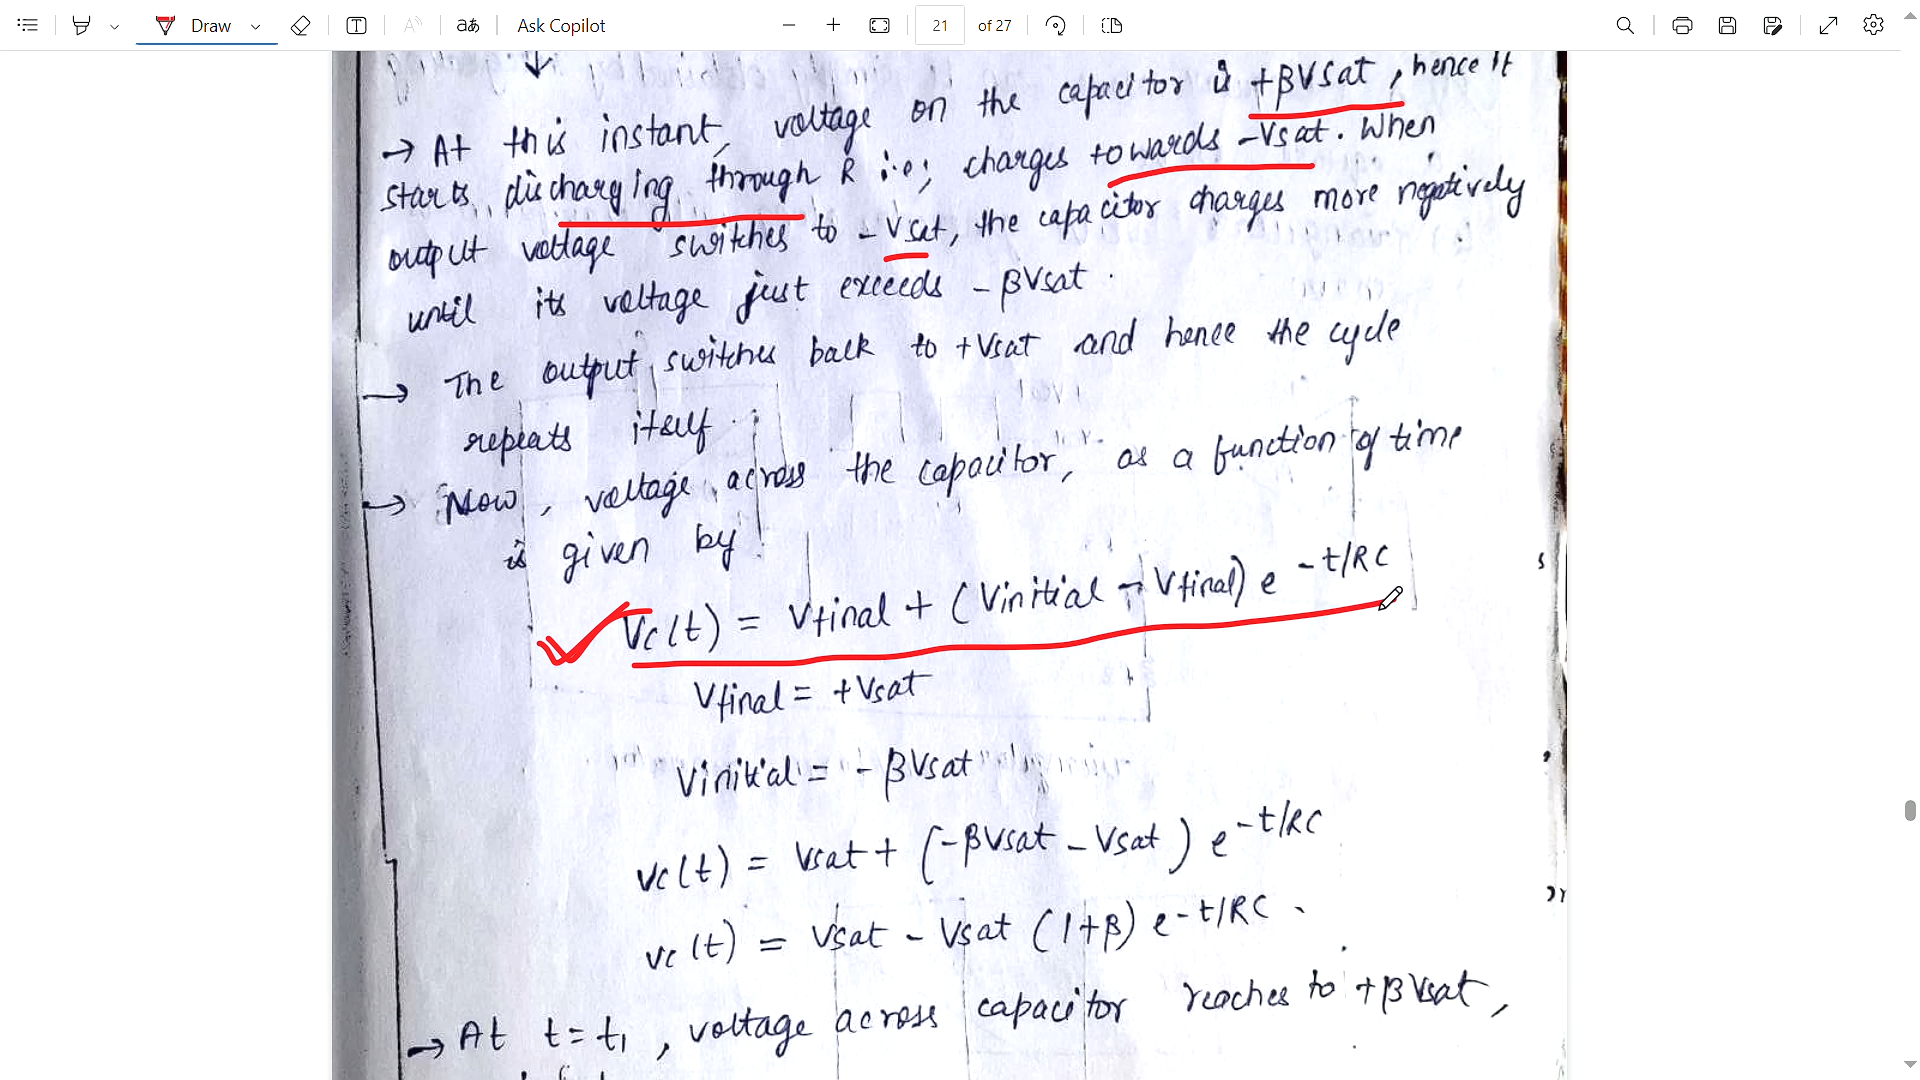 Draw
Ask Copilot
21 of 27
→ At this instant, voltage on the capacitor is +βVsat, hence it
starts discharging through R i.e; charges towards -Vsat. When
output voltage switches to -Vsat, the capacitor charges more negatively
until its voltage just exceeds -βVsat.
→ The output switches back to +Vsat and hence the cycle
repeats itself.
→ Now, voltage across the capacitor, as a function of time
is given by
Vc(t) = Vfinal + (Vinitial - Vfinal) e -t/RC
Vfinal = +Vsat
Vinitial = -βVsat
Vc(t) = Vsat + (-βVsat - Vsat) e-t/RC
Vc(t) = Vsat - Vsat (1+β) e-t/RC.
→ At t=t1, voltage across capacitor reaches to +βVsat,